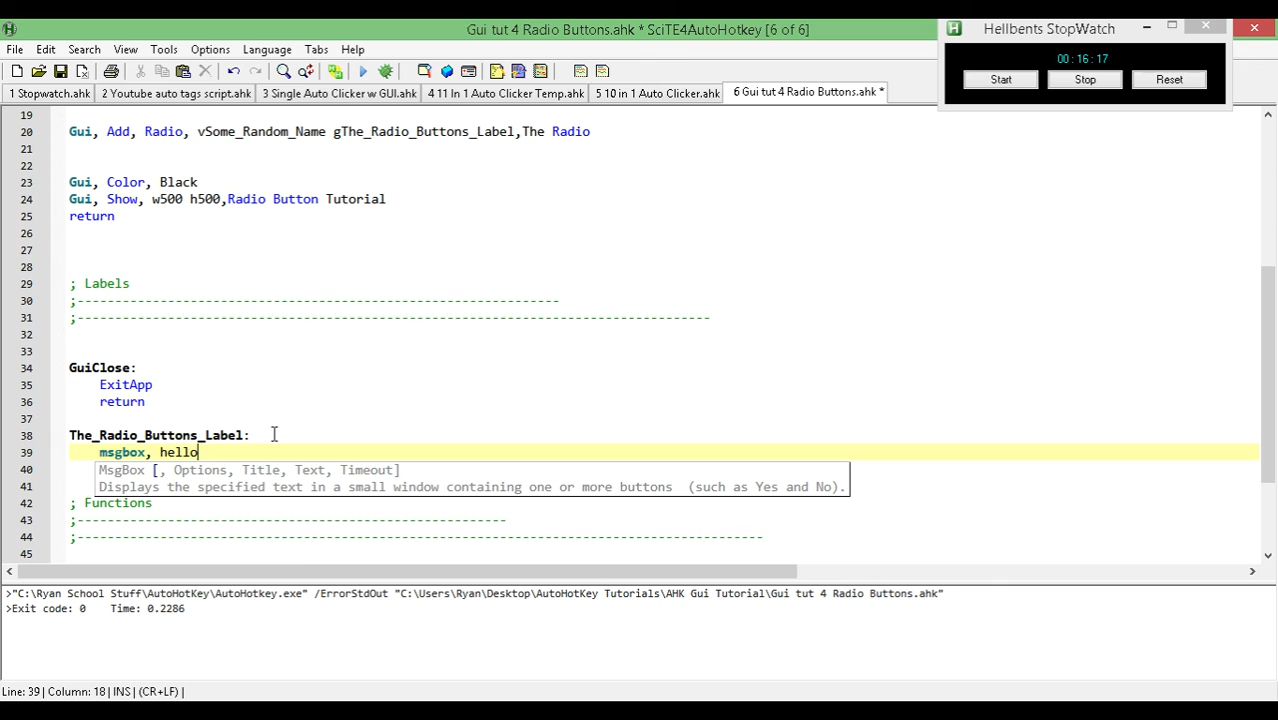 Gui tut 4 Radio Buttons.ahk * SciTE4AutoHotkey [6 of 6]
Hellbents StopWatch
00:16:17
Start Stop Reset
File Edit Search View Tools Options Language Tabs Help
1 Stopwatch.ahk 2 Youtube auto tags script.ahk 3 Single Auto Clicker w GUI.ahk 4 11 In 1 Auto Clicker Temp.ahk 5 10 in 1 Auto Clicker.ahk 6 Gui tut 4 Radio Buttons.ahk *
19
20 Gui, Add, Radio, vSome_Random_Name gThe_Radio_Buttons_Label,The Radio
21
22
23 Gui, Color, Black
24 Gui, Show, w500 h500,Radio Button Tutorial
25 return
26
27
28
29 ; Labels
30 ;----------------------------------------------------------------
31 ;------------------------------------------------------------------------------------
32
33
34 GuiClose:
35 ExitApp
36 return
37
38 The_Radio_Buttons_Label:
39 msgbox, hello
40 MsgBox [, Options, Title, Text, Timeout]
41 Displays the specified text in a small window containing one or more buttons (such as Yes and No).
42 ; Functions
43 ;---------------------------------------------------------
44 ;-------------------------------------------------------------------------------------------
45
>"C:\Ryan School Stuff\AutoHotkey\AutoHotkey.exe" /ErrorStdOut "C:\Users\Ryan\Desktop\AutoHotKey Tutorials\AHK Gui Tutorial\Gui tut 4 Radio Buttons.ahk"
>Exit code: 0 Time: 0.2286
Line: 39 | Column: 18 | INS | (CR+LF) |